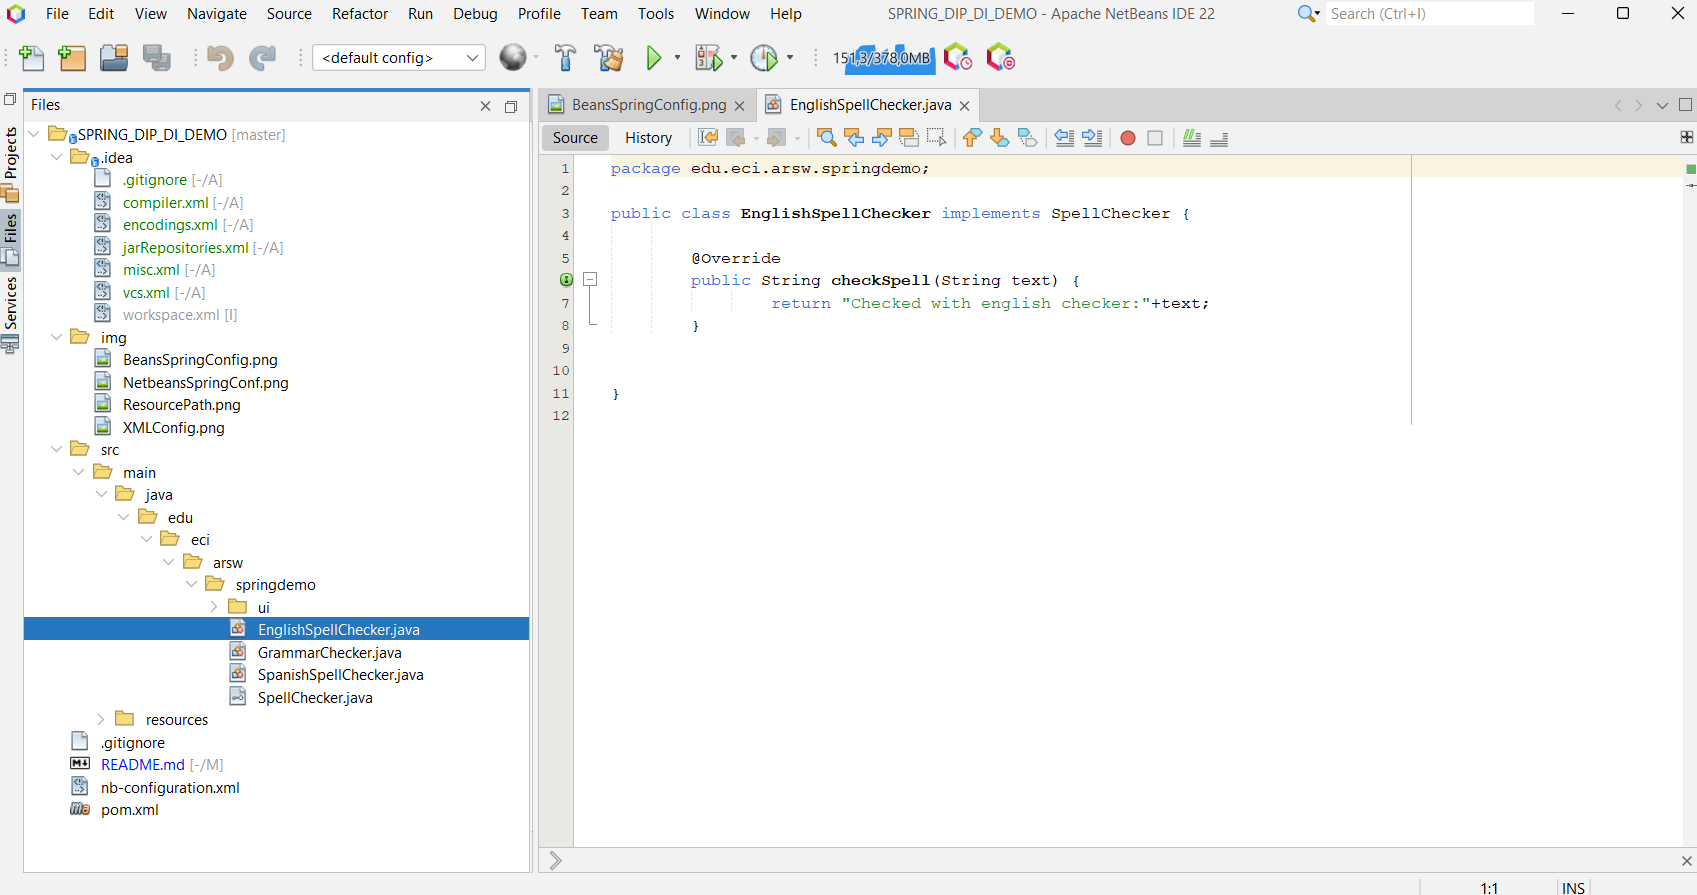 File Edit View Navigate Source Refactor Run Debug Profile Team Tools Window Help SPRING_DIP_DI_DEMO - Apache NetBeans IDE 22 Search (Ctrl+I)
<default config> 151,3/378,0MB
Files
BeansSpringConfig.png EnglishSpellChecker.java
Source History
Projects
Files
Services
SPRING_DIP_DI_DEMO [master]
.idea
.gitignore [-/A]
compiler.xml [-/A]
encodings.xml [-/A]
jarRepositories.xml [-/A]
misc.xml [-/A]
vcs.xml [-/A]
workspace.xml [I]
img
BeansSpringConfig.png
NetbeansSpringConf.png
ResourcePath.png
XMLConfig.png
src
main
java
edu
eci
arsw
springdemo
ui
EnglishSpellChecker.java
GrammarChecker.java
SpanishSpellChecker.java
SpellChecker.java
resources
.gitignore
README.md [-/M]
nb-configuration.xml
pom.xml
1 package edu.eci.arsw.springdemo;
2
3 public class EnglishSpellChecker implements SpellChecker {
4
5 @Override
public String checkSpell(String text) {
7 return "Checked with english checker:"+text;
8 }
9
10
11 }
12
1:1 INS